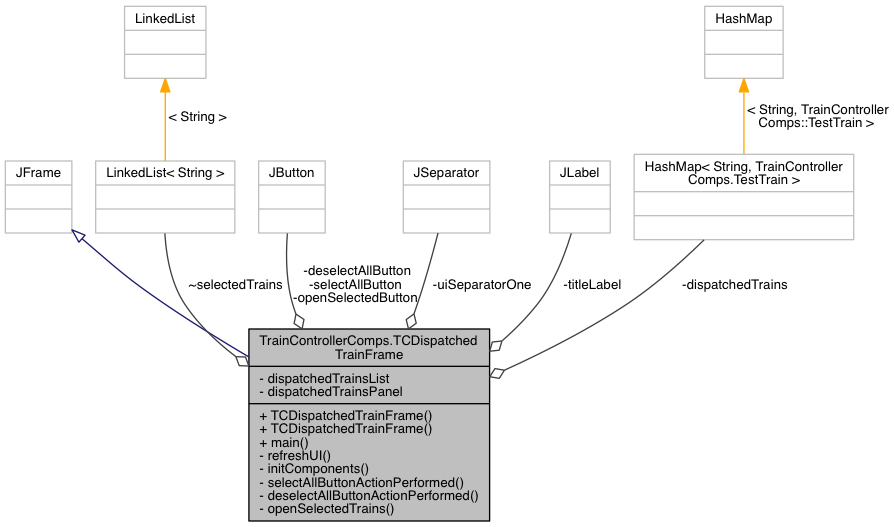 LinkedList
HashMap
< String >
< String, TrainController
Comps::TestTrain >
JFrame
LinkedList< String >
JButton
JSeparator
JLabel
HashMap< String, TrainController
Comps.TestTrain >
~selectedTrains
-deselectAllButton
-selectAllButton
-openSelectedButton
-uiSeparatorOne
-titleLabel
-dispatchedTrains
TrainControllerComps.TCDispatched
TrainFrame
- dispatchedTrainsList
- dispatchedTrainsPanel
+ TCDispatchedTrainFrame()
+ TCDispatchedTrainFrame()
+ main()
- refreshUI()
- initComponents()
- selectAllButtonActionPerformed()
- deselectAllButtonActionPerformed()
- openSelectedTrains()